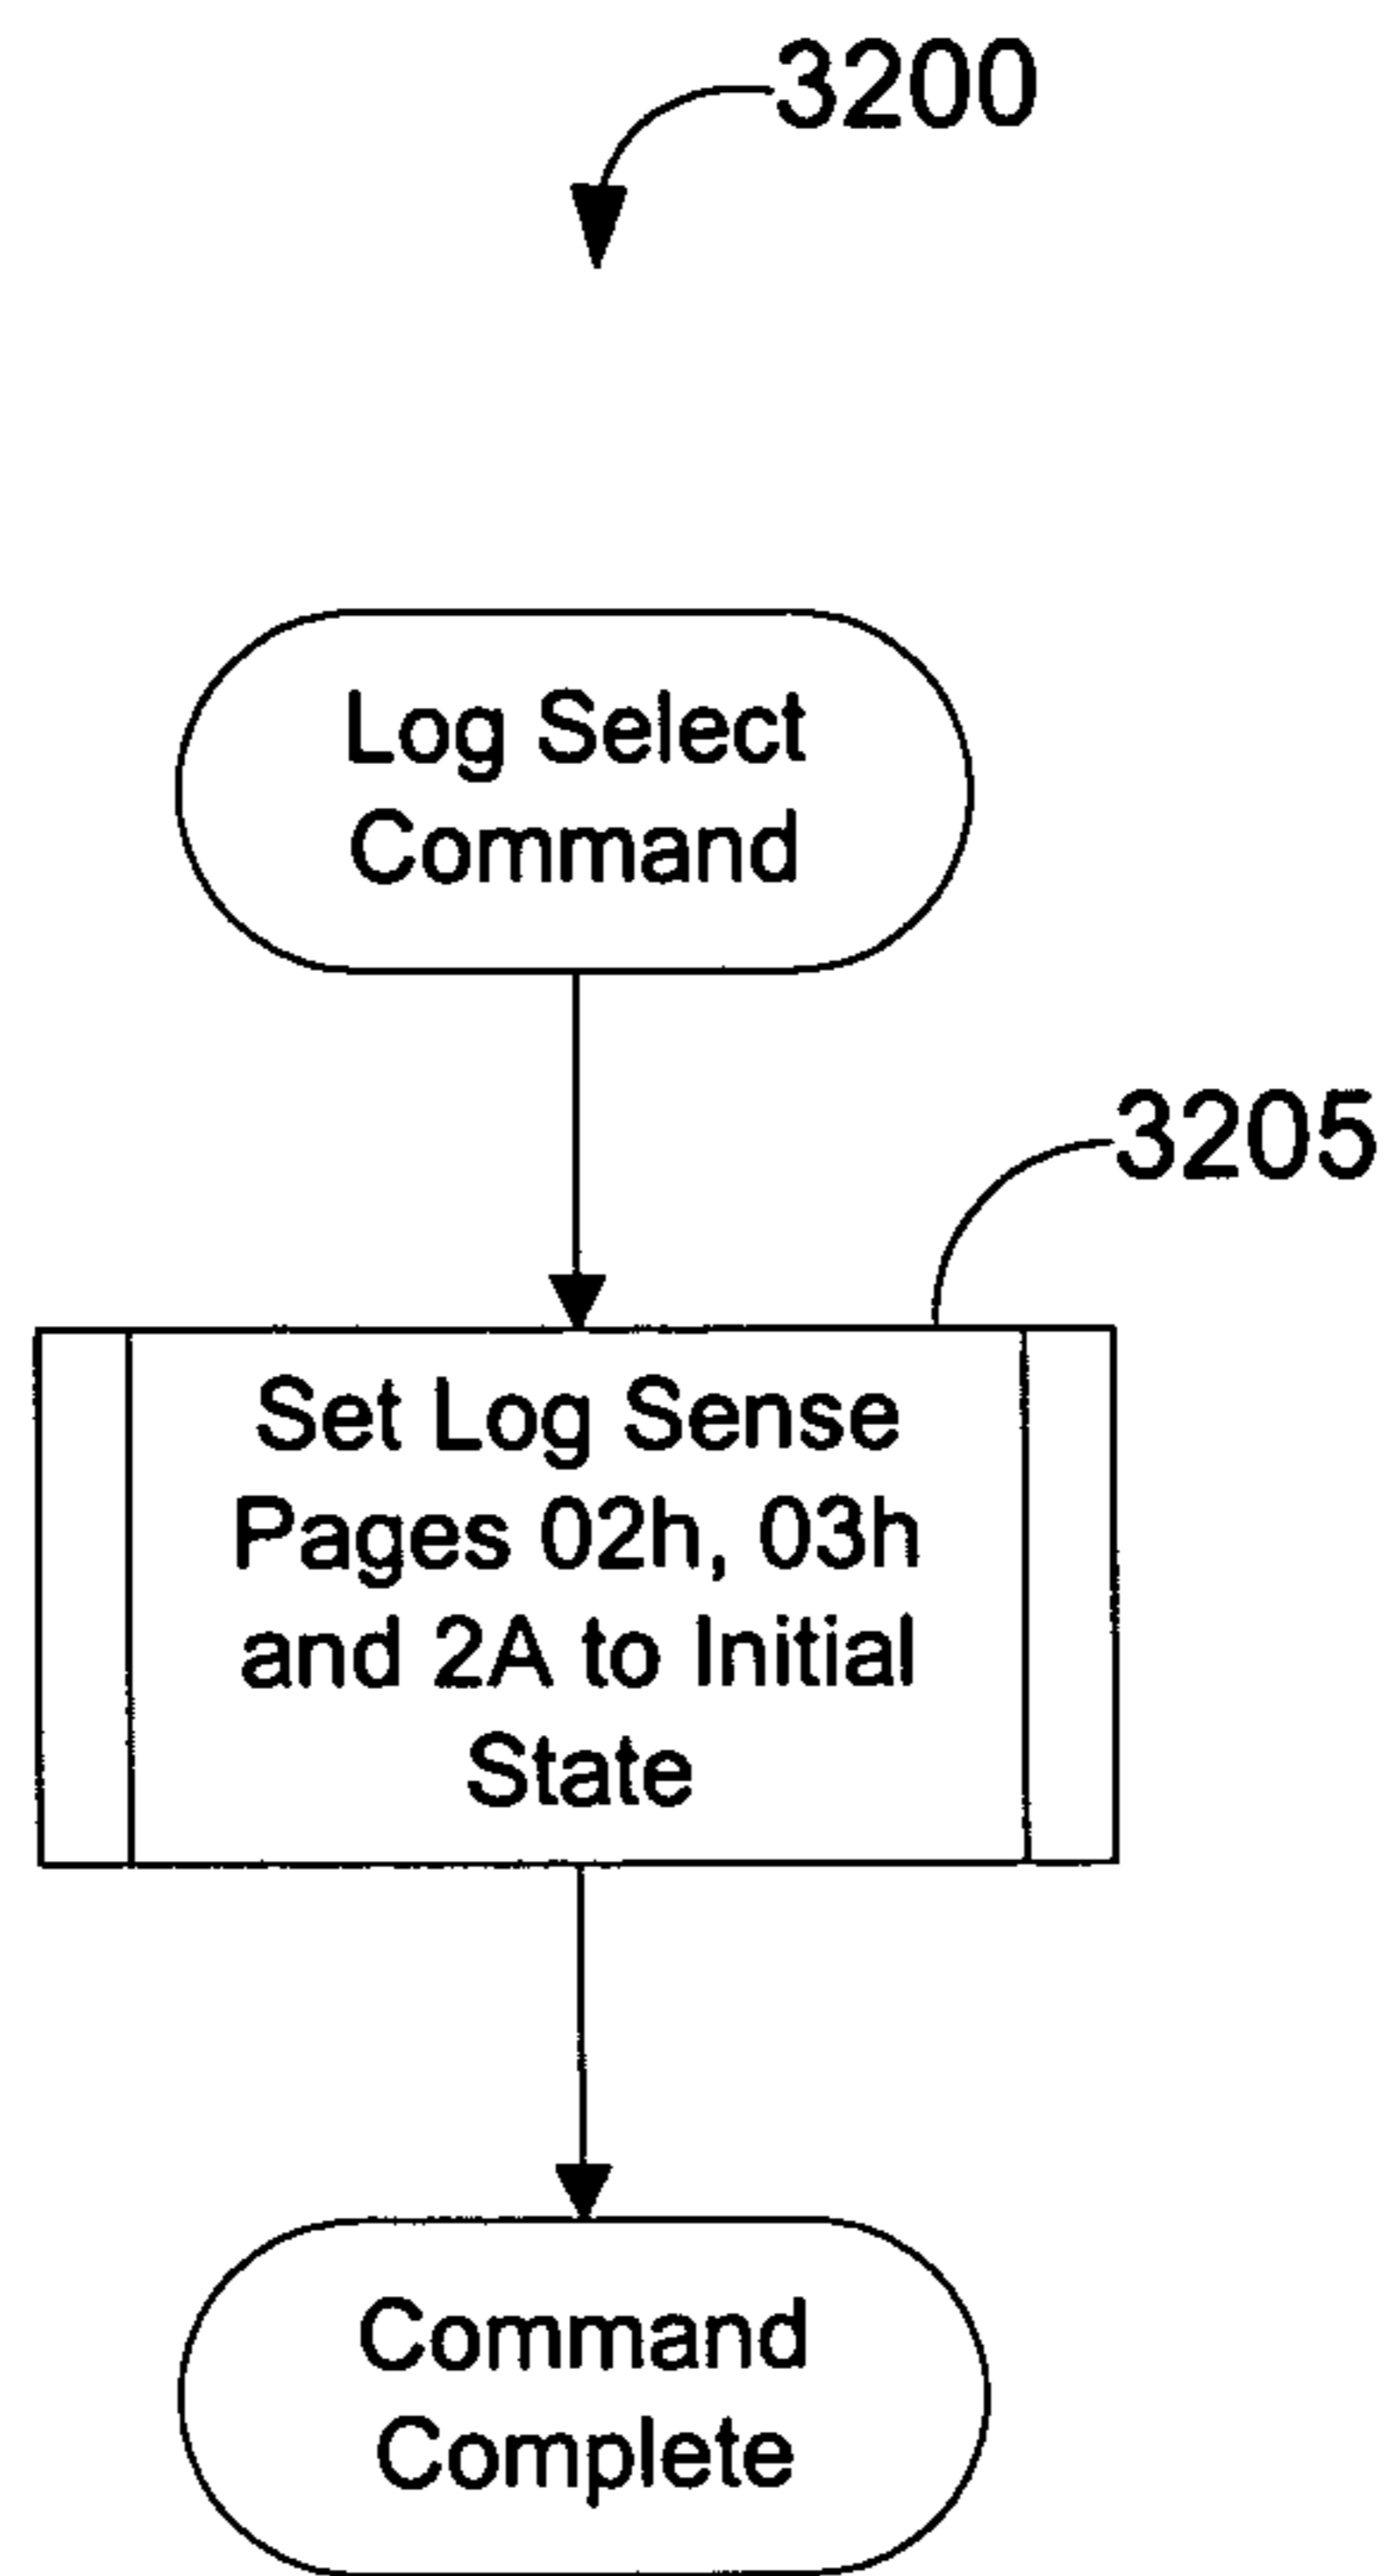 3200
Log Select
Command
3205
Set Log Sense
Pages 02h, 03h
and 2A to Initial
State
Command
Complete